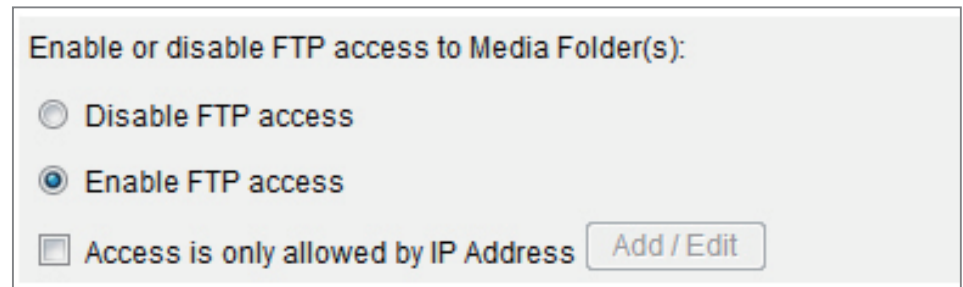 Enable or disable FTP access to Media Folder(s):
Disable FTP access
Enable FTP access
Access is only allowed by IP Address Add / Edit